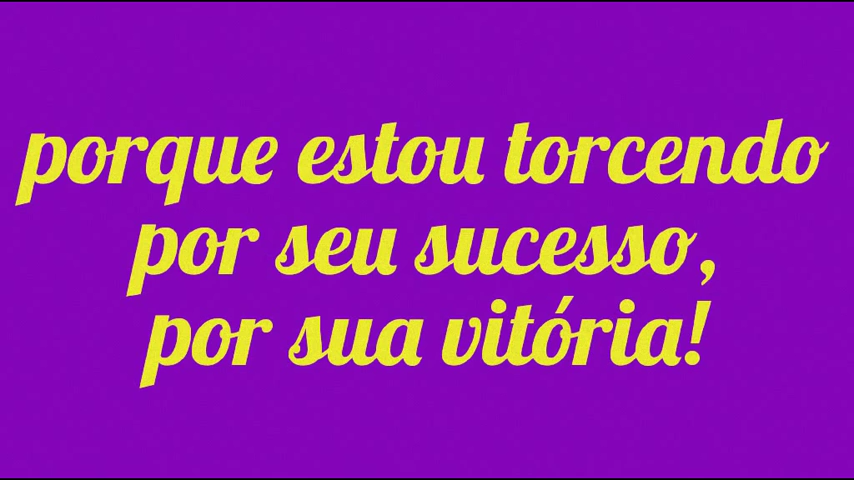 porque estou torcendo
por seu sucesso,
por sua vitória!